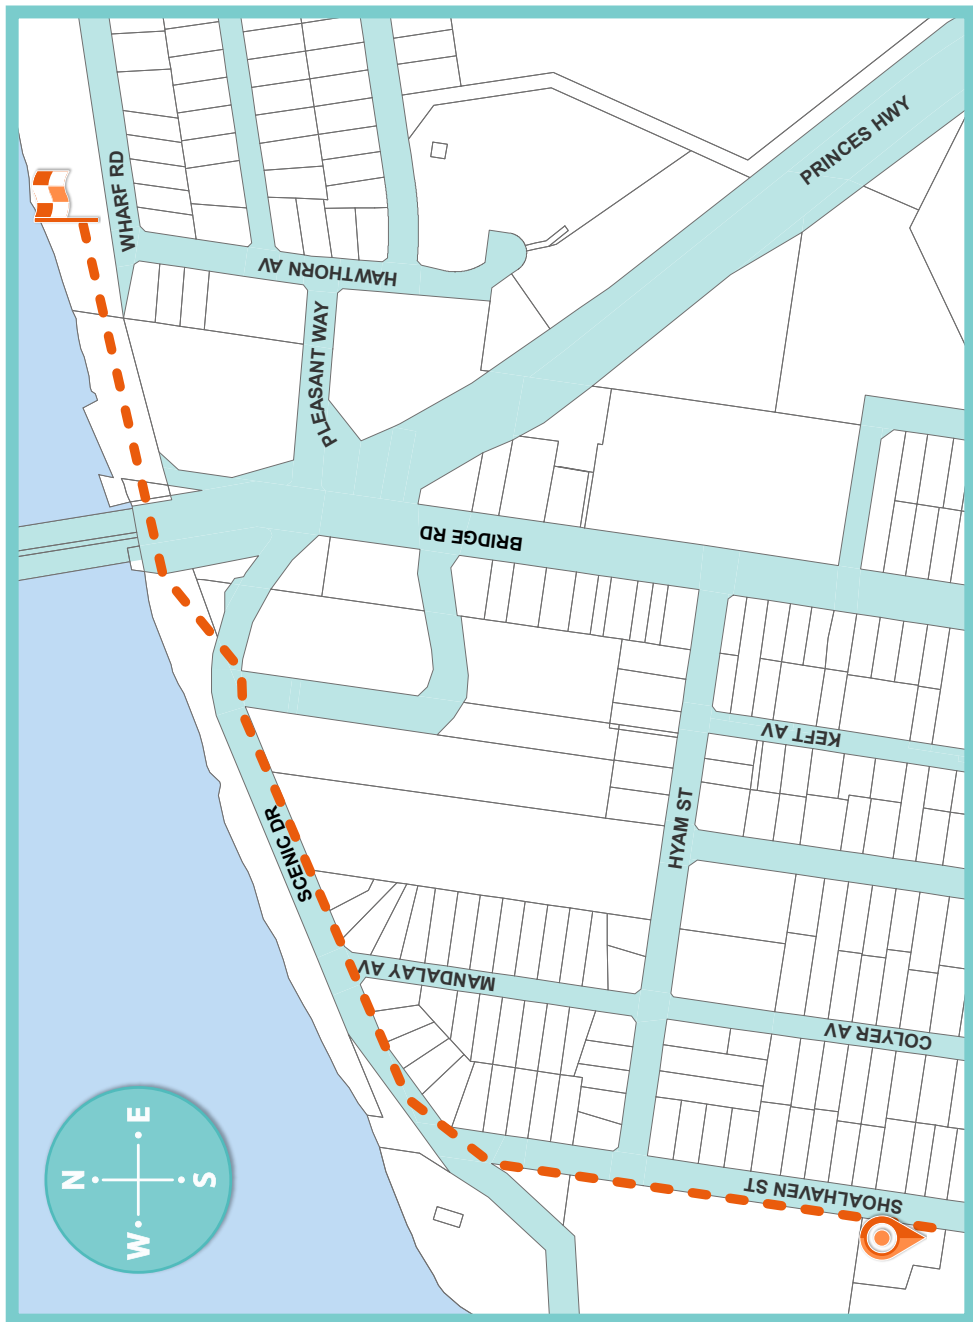 PRINCES HWY
WHARF RD
HAWTHORN AV
PLEASANT WAY
BRIDGE RD
KEFT AV
SCENIC DR
HYAM ST
MANDALAY AV
COLYER AV
SHOALHAVEN ST
N
E
S
W